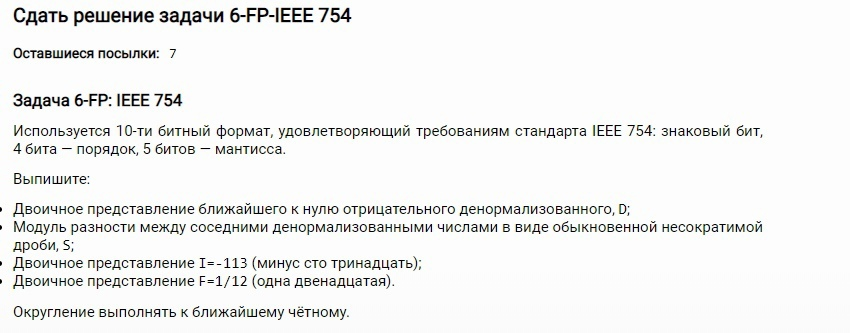 Сдать решение задачи 6-FP-IEEE 754
Оставшиеся посылки: 7
Задача 6-FP: IEEE 754
Используется 10-ти битный формат, удовлетворяющий требованиям стандарта IEEE 754: знаковый бит,
4 бита — порядок, 5 битов — мантисса.
Выпишите:
Двоичное представление ближайшего к нулю отрицательного денормализованного, D;
Модуль разности между соседними денормализованными числами в виде обыкновенной несократимой
дроби, S;
Двоичное представление I=-113 (минус сто тринадцать);
Двоичное представление F=1/12 (одна двенадцатая).
Округление выполнять к ближайшему чётному.